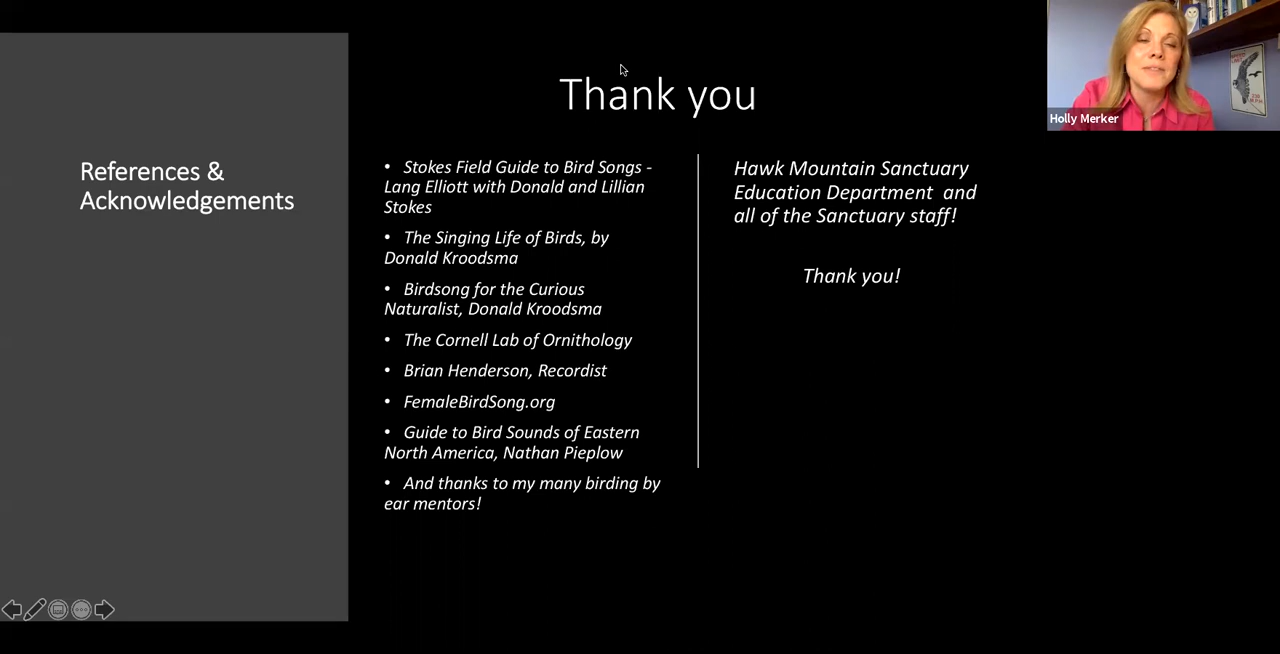 Thank you
Holly Merker
References &
Acknowledgements
• Stokes Field Guide to Bird Songs -
Lang Elliott with Donald and Lillian
Stokes
• The Singing Life of Birds, by
Donald Kroodsma
• Birdsong for the Curious
Naturalist, Donald Kroodsma
• The Cornell Lab of Ornithology
• Brian Henderson, Recordist
• FemaleBirdSong.org
• Guide to Bird Sounds of Eastern
North America, Nathan Pieplow
• And thanks to my many birding by
ear mentors!
Hawk Mountain Sanctuary
Education Department  and
all of the Sanctuary staff!
Thank you!